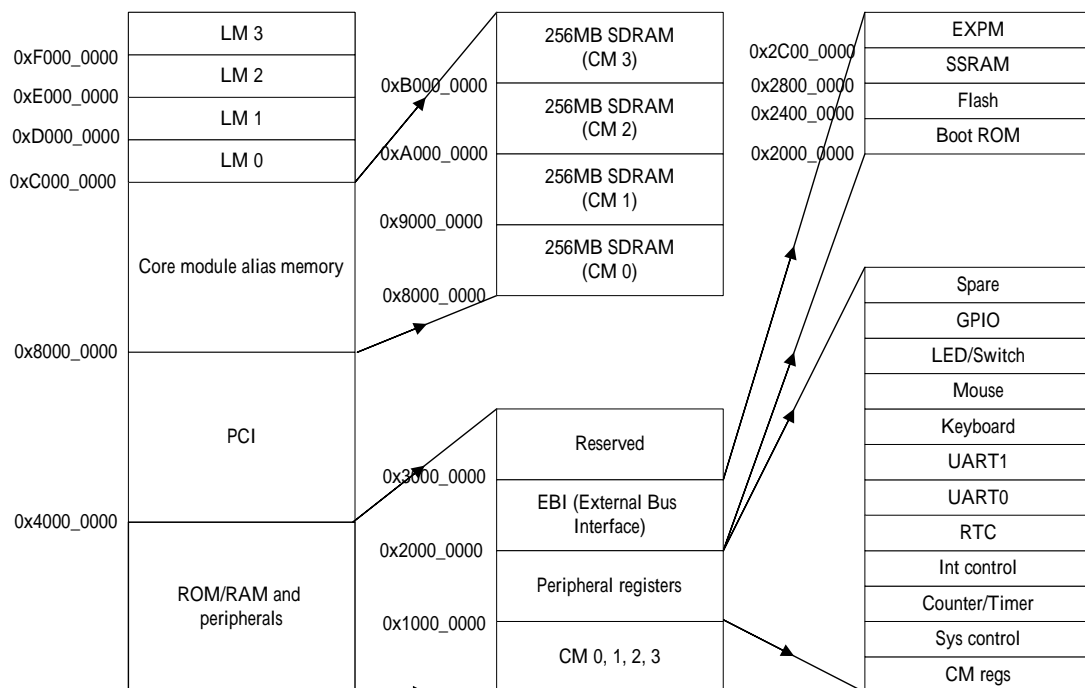 LM 3
0xF000_0000
LM 2
0xE000_0000
LM 1
0xD000_0000
LM 0
0xC000_0000
Core module alias memory
0x8000_0000
PCI
0x4000_0000
ROM/RAM and
peripherals
256MB SDRAM
(CM 3)
0xB000_0000
256MB SDRAM
(CM 2)
0xA000_0000
256MB SDRAM
(CM 1)
0x9000_0000
256MB SDRAM
(CM 0)
0x8000_0000
Reserved
0x3000_0000
EBI (External Bus
Interface)
0x2000_0000
Peripheral registers
0x1000_0000
CM 0, 1, 2, 3
EXPM
0x2C00_0000
SSRAM
0x2800_0000
Flash
0x2400_0000
Boot ROM
0x2000_0000
Spare
GPIO
LED/Switch
Mouse
Keyboard
UART1
UART0
RTC
Int control
Counter/Timer
Sys control
CM regs